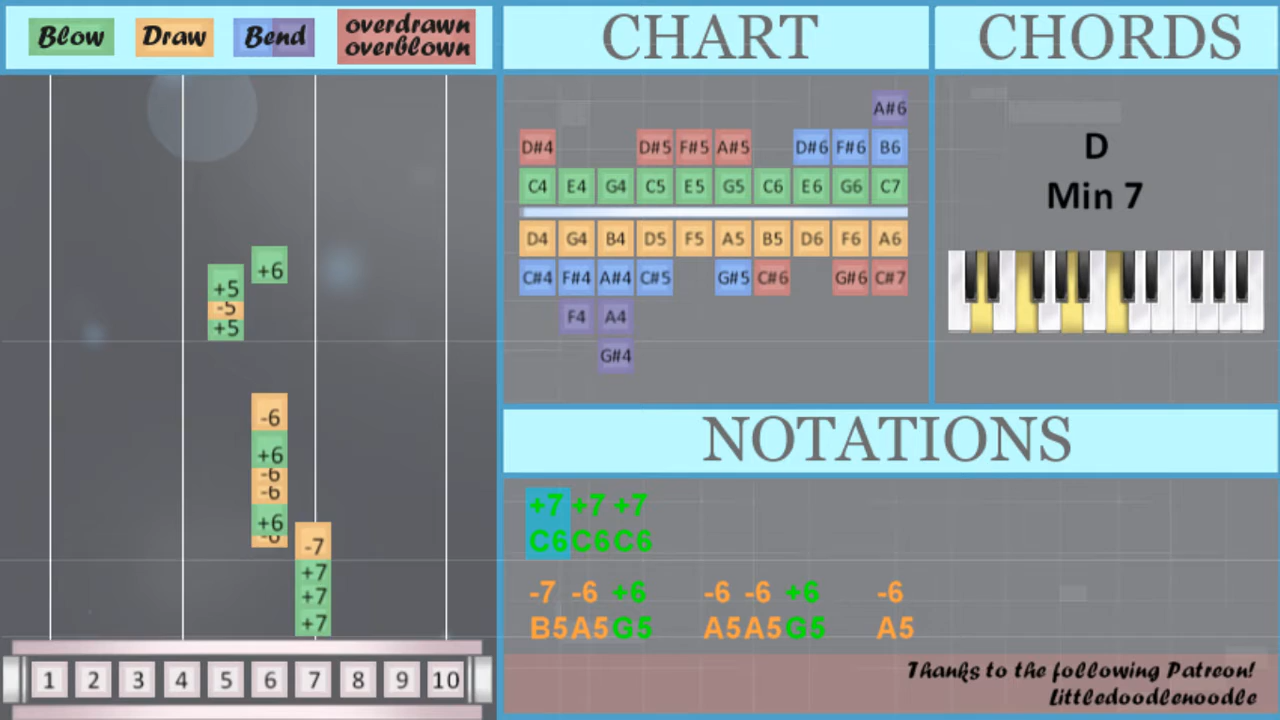 Blow Draw Bend overdrawn
overblown
CHART
CHORDS
D
Min 7
A#6
D#4 D#5 F#5 A#5 D#6 F#6 B6
C4 E4 G4 C5 E5 G5 C6 E6 G6 C7
D4 G4 B4 D5 F5 A5 B5 D6 F6 A6
C#4 F#4 A#4 C#5 G#5 C#6 G#6 C#7
F4 A4
G#4
+6
+5
-5
+5
-6
+6
-6
-6
+6
-6
-7
+7
+7
+7
1 2 3 4 5 6 7 8 9 10
NOTATIONS
+7 +7 +7
C6 C6 C6
-7 -6 +6 -6 -6 +6 -6
B5 A5 G5 A5 A5 G5 A5
Thanks to the following Patreon!
Littledoodlenoodle